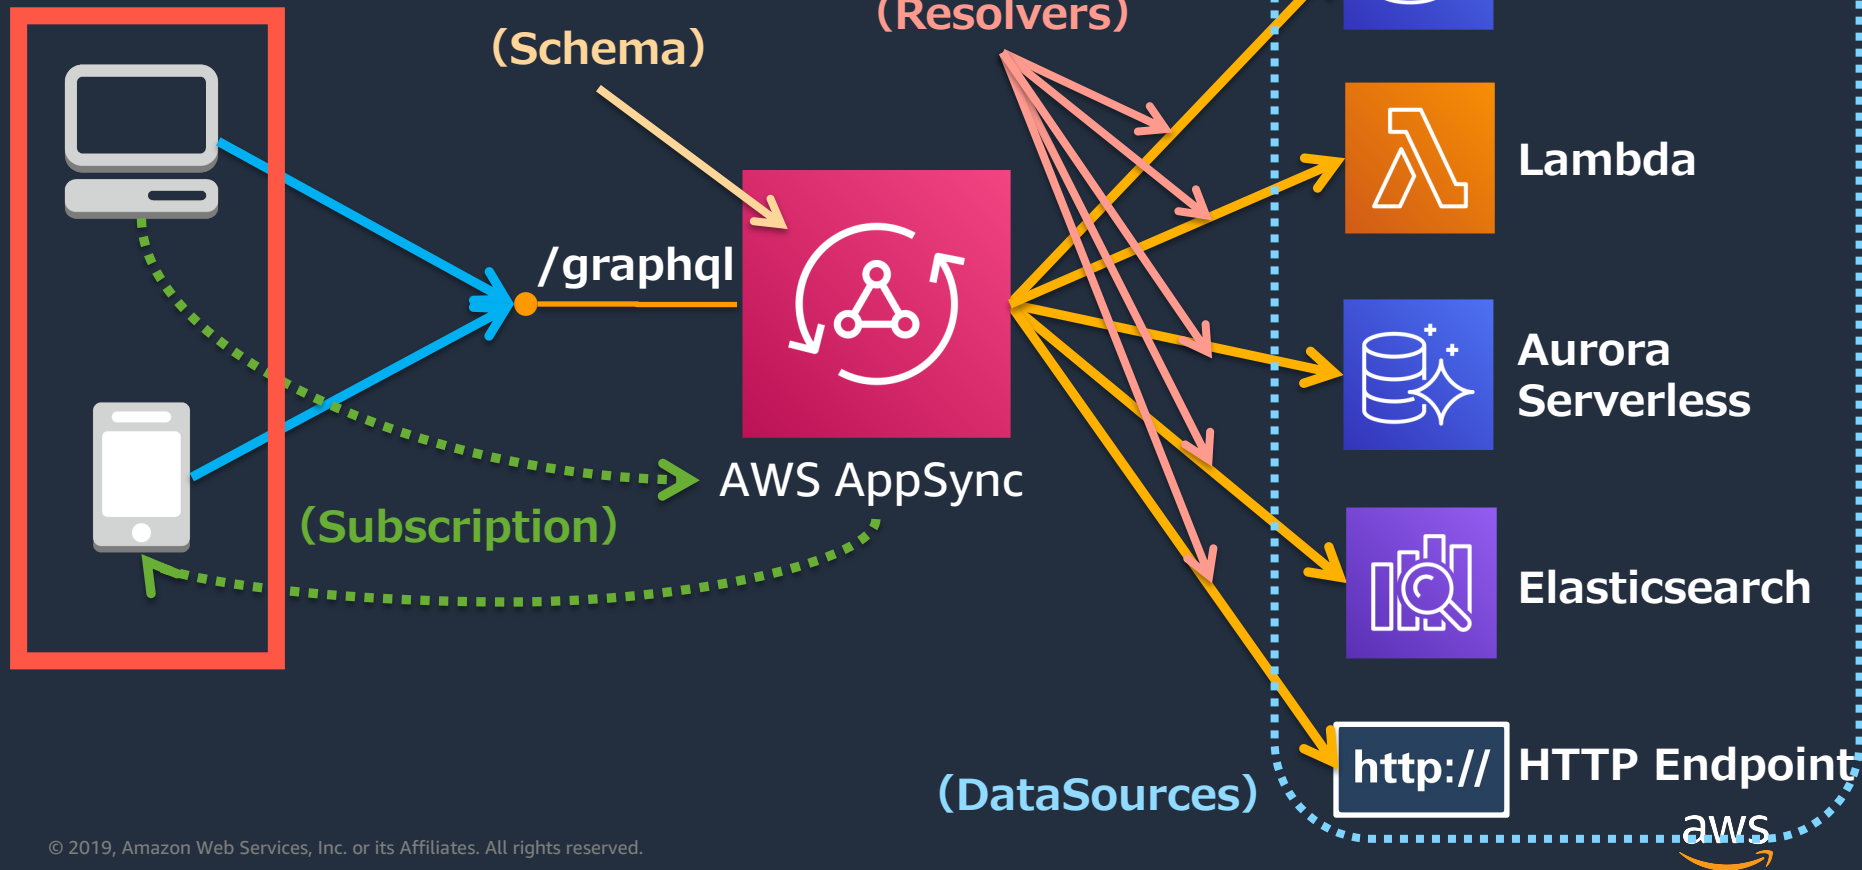 (Resolvers)
(Schema)
Lambda
/graphql
Aurora
Serverless
AWS AppSync
(Subscription)
Elasticsearch
http://
HTTP Endpoint
(DataSources)
aws
© 2019, Amazon Web Services, Inc. or its Affiliates. All rights reserved.